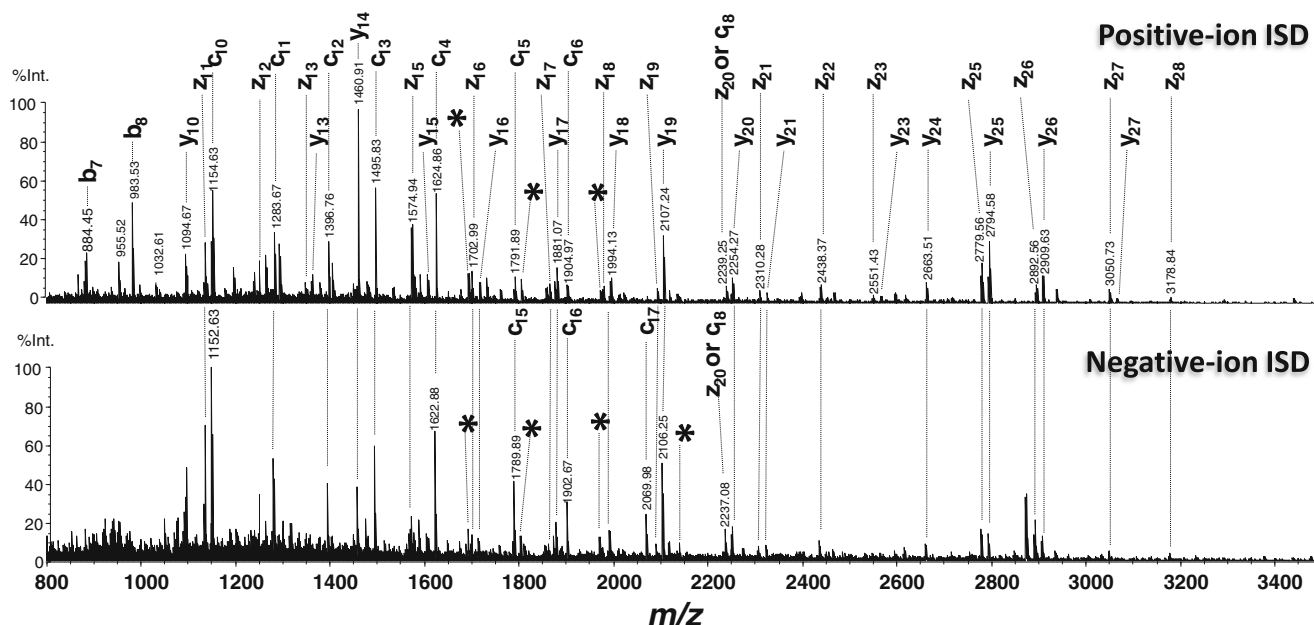 Positive-ion ISD
%Int.
z11 c10 z12 c11 z13 c12 y14 c13 z15 c14 z16 c15 z17 c16 z18 z19 z20 or c18 z21 z22 z23 z25 z26 z27 z28
b7 b8 y10 y13 y15 * y16 * y17 * y18 y19 y20 y21 y23 y24 y25 y26 y27
884.45 955.52 983.53 1032.61 1094.67 1154.63 1283.67 1396.76 1460.91 1495.83 1574.94 1624.86 1702.99 1791.89 1881.07 1904.97 1994.13 2107.24 2239.25 2254.27 2310.28 2438.37 2551.43 2663.51 2779.56 2794.58 2892.56 2909.63 3050.73 3178.84
100
80
60
40
20
0
Negative-ion ISD
%Int.
c15 c16 c17 z20 or c18
* * * *
1152.63 1622.88 1789.89 1902.67 2069.98 2106.25 2237.08
100
80
60
40
20
0
800 1000 1200 1400 1600 1800 2000 2200 2400 2600 2800 3000 3200 3400
m/z